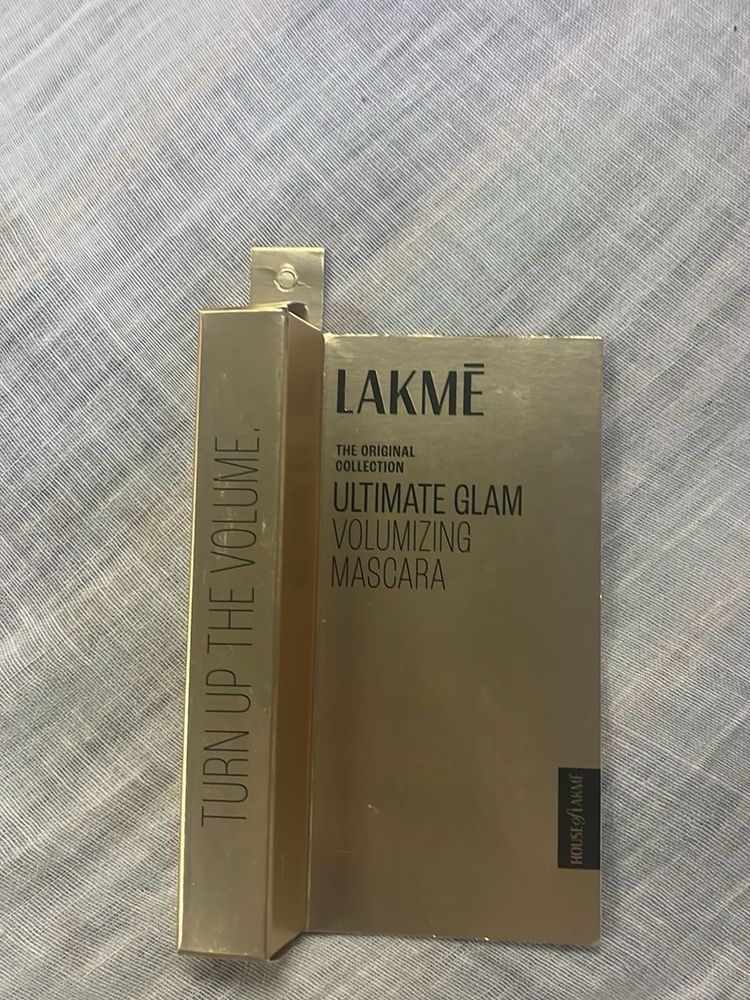 TURN UP THE VOLUME.
LAKMĒ
THE ORIGINAL
COLLECTION
ULTIMATE GLAM
VOLUMIZING
MASCARA
HOUSE of LAKMĒ